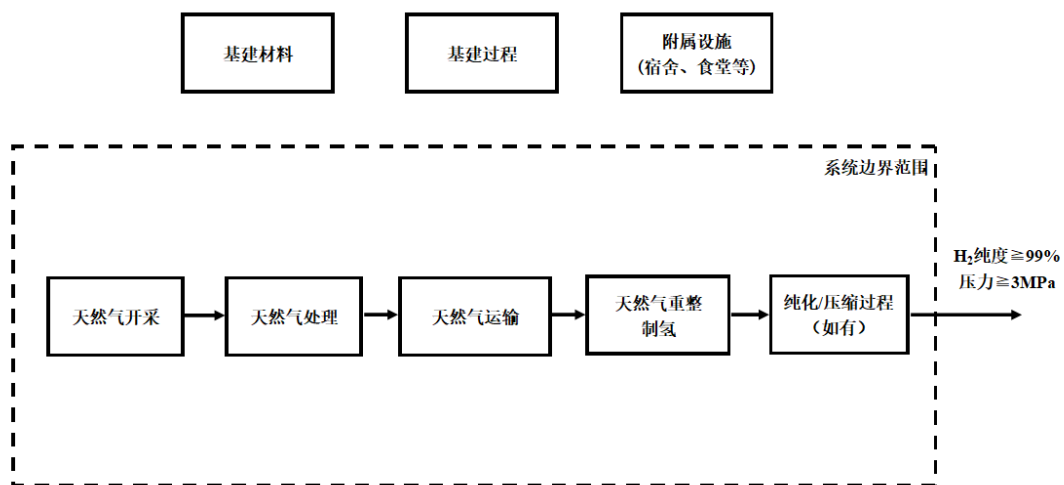 基建材料
基建过程
附属设施
(宿舍、食堂等)
系统边界范围
H₂纯度≧99%
压力≧3MPa
天然气开采
天然气处理
天然气运输
天然气重整
制氢
纯化/压缩过程
（如有）